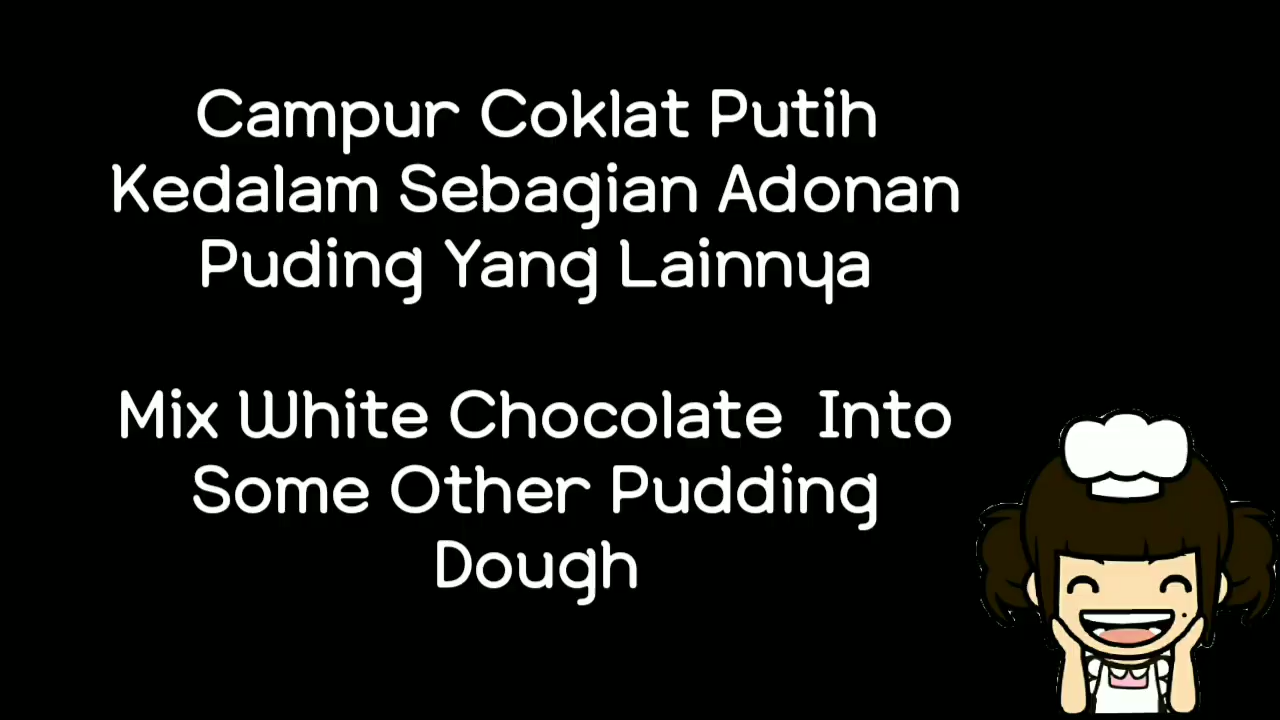 Campur Coklat Putih
Kedalam Sebagian Adonan
Puding Yang Lainnya
Mix White Chocolate Into
Some Other Pudding
Dough